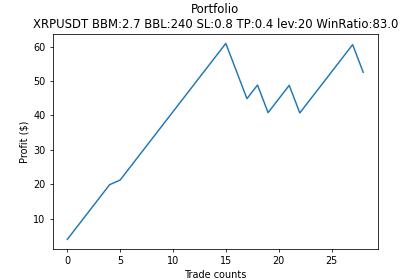 Portfolio
XRPUSDT BBM:2.7 BBL:240 SL:0.8 TP:0.4 lev:20 WinRatio:83.0
60
50
40
30
20
10
Profit ($)
0 5 10 15 20 25
Trade counts